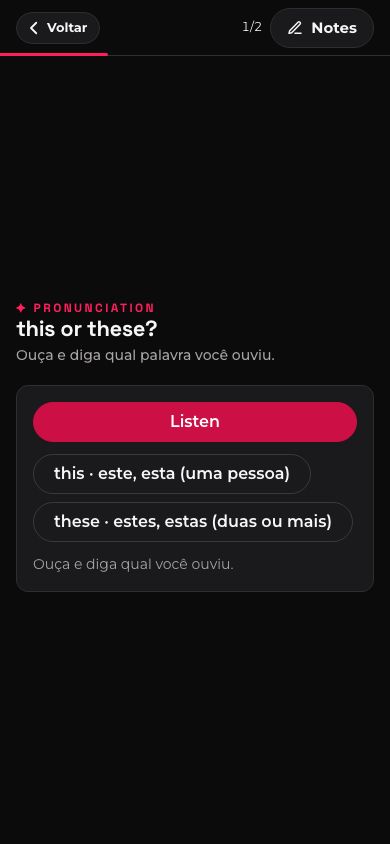 Voltar
1/2
Notes
PRONUNCIATION
this or these?
Ouça e diga qual palavra você ouviu.
Listen
this · este, esta (uma pessoa)
these · estes, estas (duas ou mais)
Ouça e diga qual você ouviu.